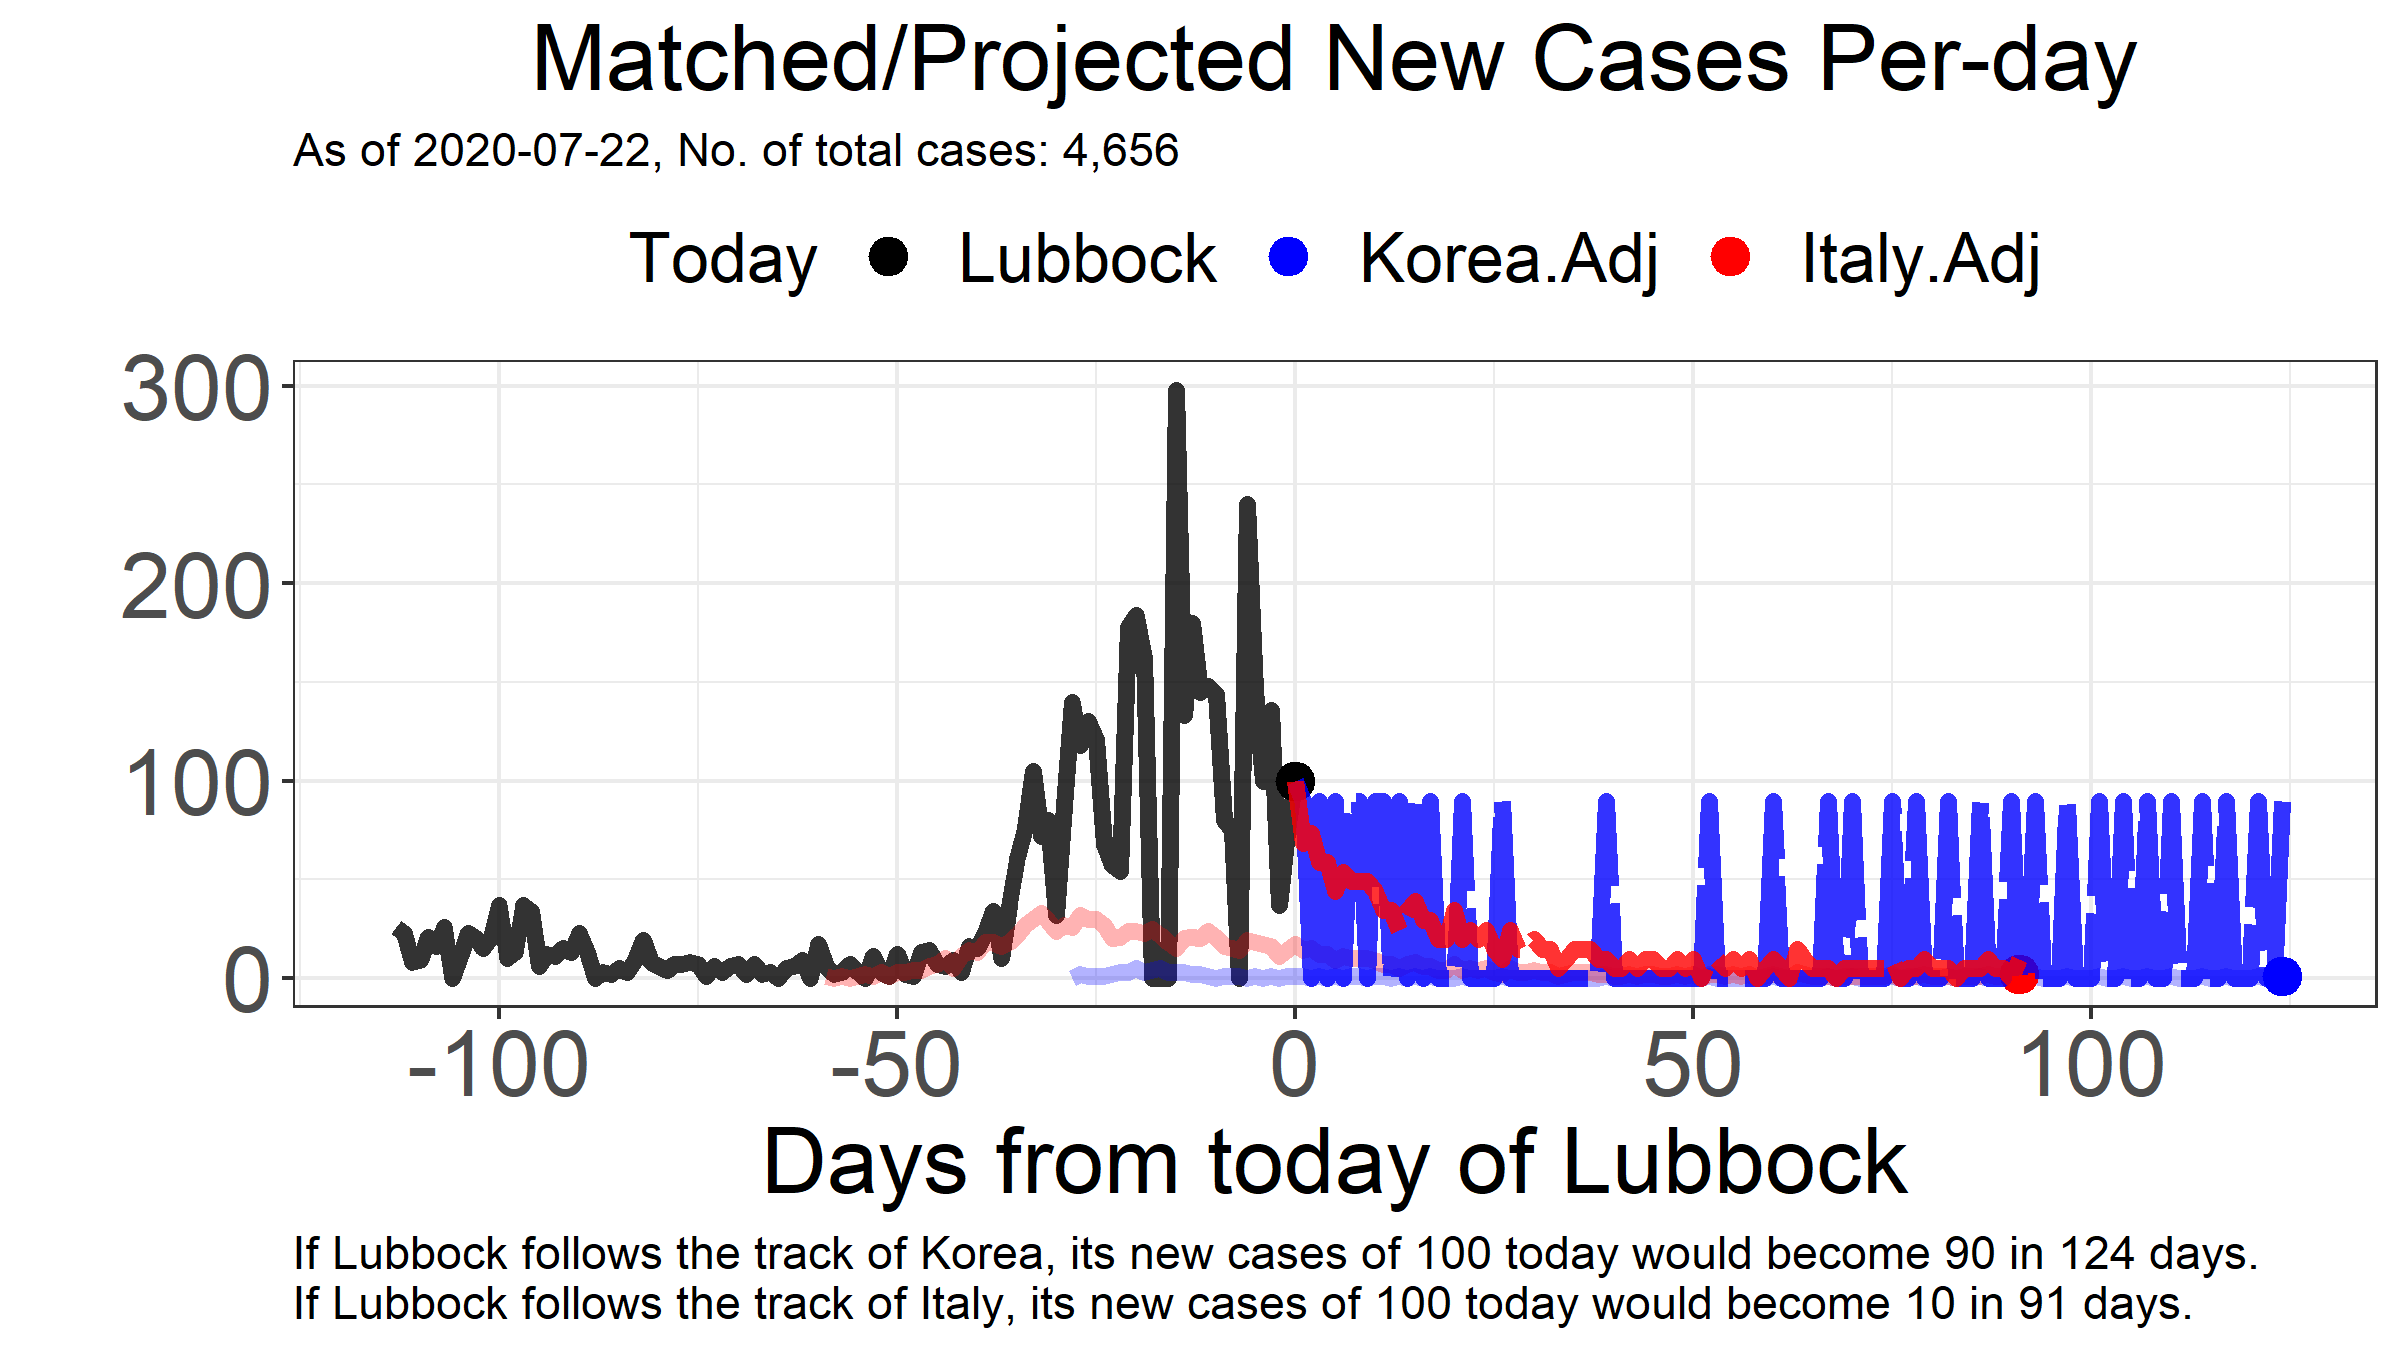 Matched/Projected New Cases Per-day
As of 2020-07-22, No. of total cases: 4,656
Today Lubbock Korea.Adj Italy.Adj
300
200
100
0
-100 -50 0 50 100
Days from today of Lubbock
If Lubbock follows the track of Korea, its new cases of 100 today would become 90 in 124 days.
If Lubbock follows the track of Italy, its new cases of 100 today would become 10 in 91 days.